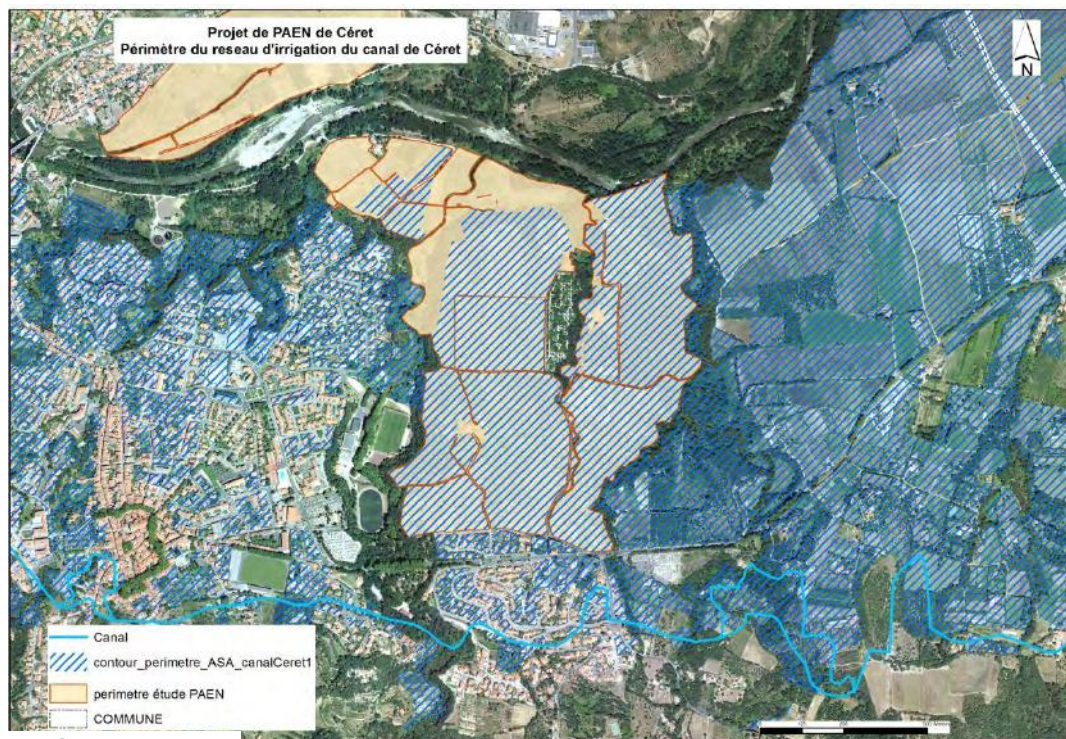 Projet de PAEN de Céret
Périmètre du reseau d'irrigation du canal de Céret
N
Canal
contour_perimetre_ASA_canalCeret1
perimetre étude PAEN
COMMUNE